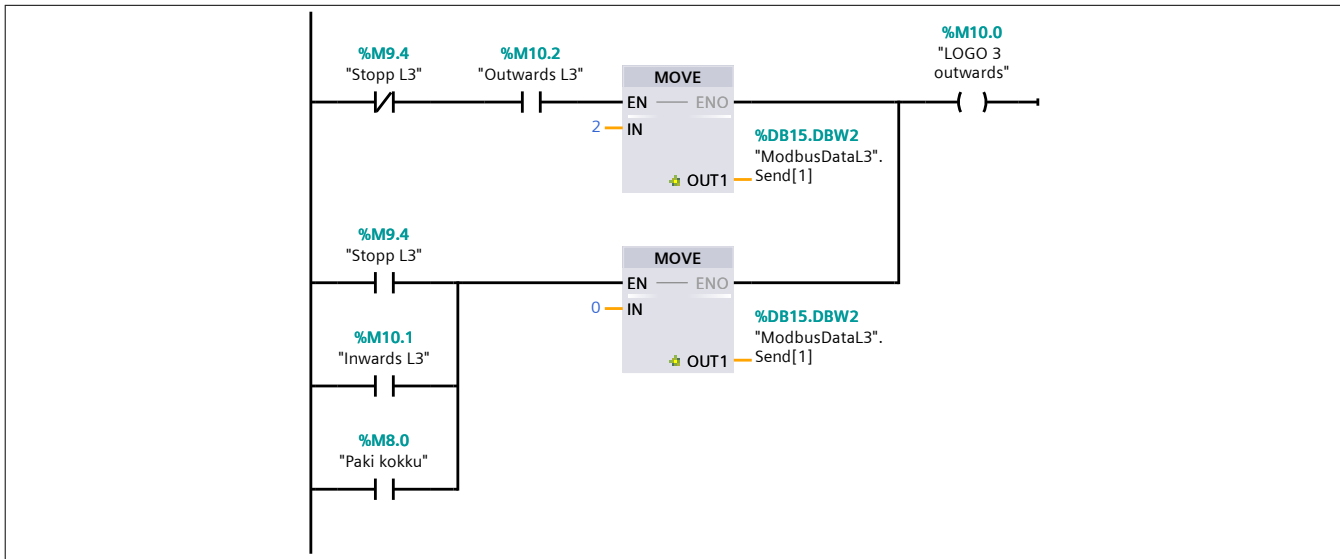 %M9.4
"Stopp L3"
%M10.2
"Outwards L3"
MOVE
EN
ENO
2
IN
OUT1
%DB15.DBW2
"ModbusDataL3".
Send[1]
%M10.0
"LOGO 3
outwards"
%M9.4
"Stopp L3"
%M10.1
"Inwards L3"
%M8.0
"Paki kokku"
MOVE
EN
ENO
0
IN
OUT1
%DB15.DBW2
"ModbusDataL3".
Send[1]